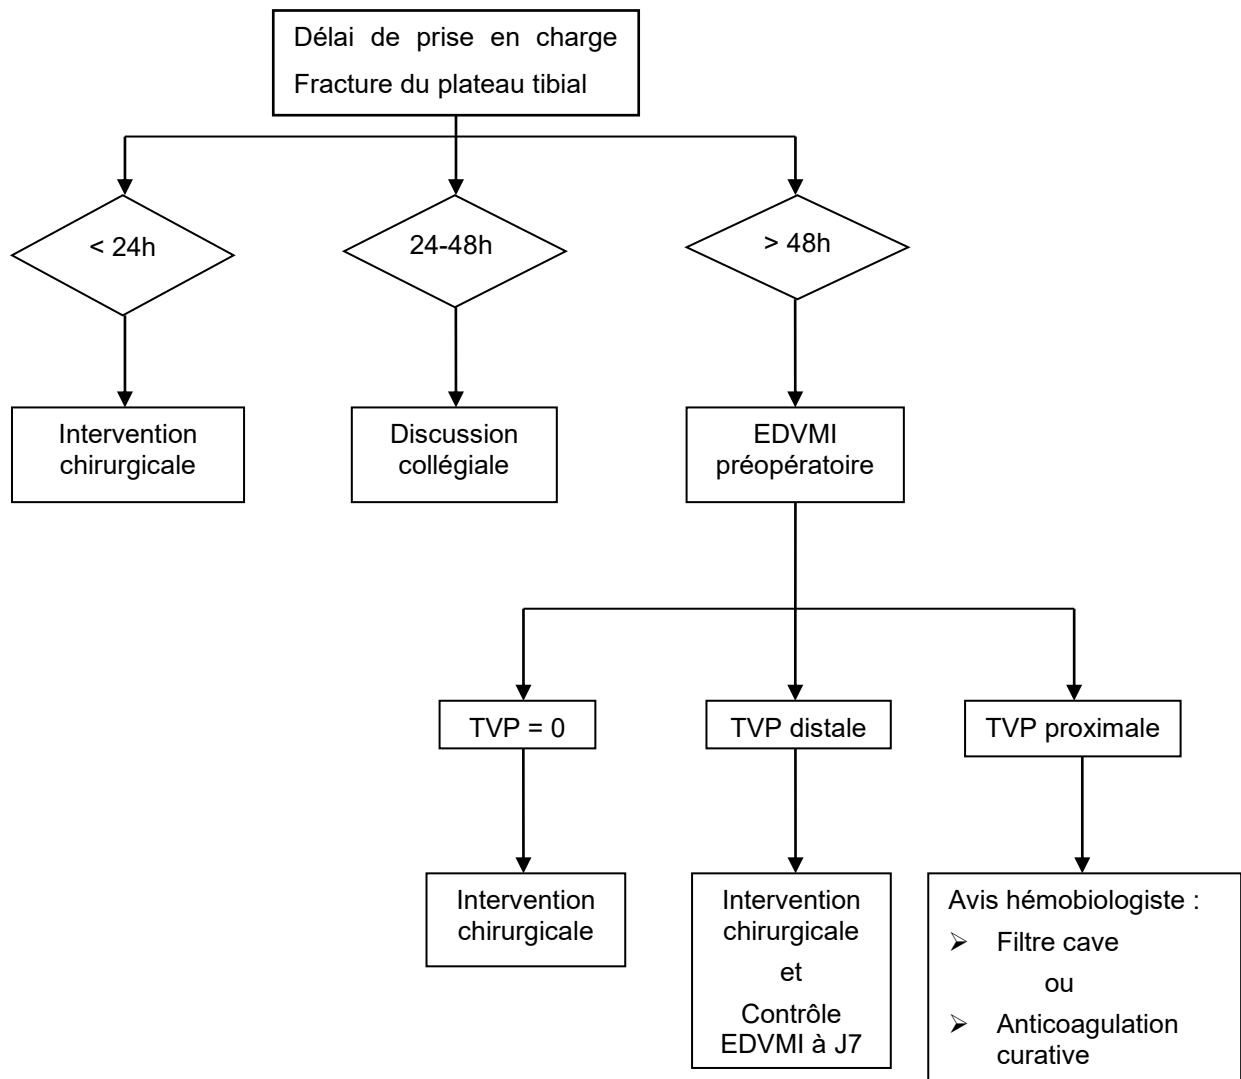 Délai de prise en charge
Fracture du plateau tibial
< 24h
24-48h
> 48h
Intervention
chirurgicale
Discussion
collégiale
EDVMI
préopératoire
TVP = 0
TVP distale
TVP proximale
Intervention
chirurgicale
Intervention
chirurgicale
et
Contrôle
EDVMI à J7
Avis hémobiologiste :
➢ Filtre cave
ou
➢ Anticoagulation
curative